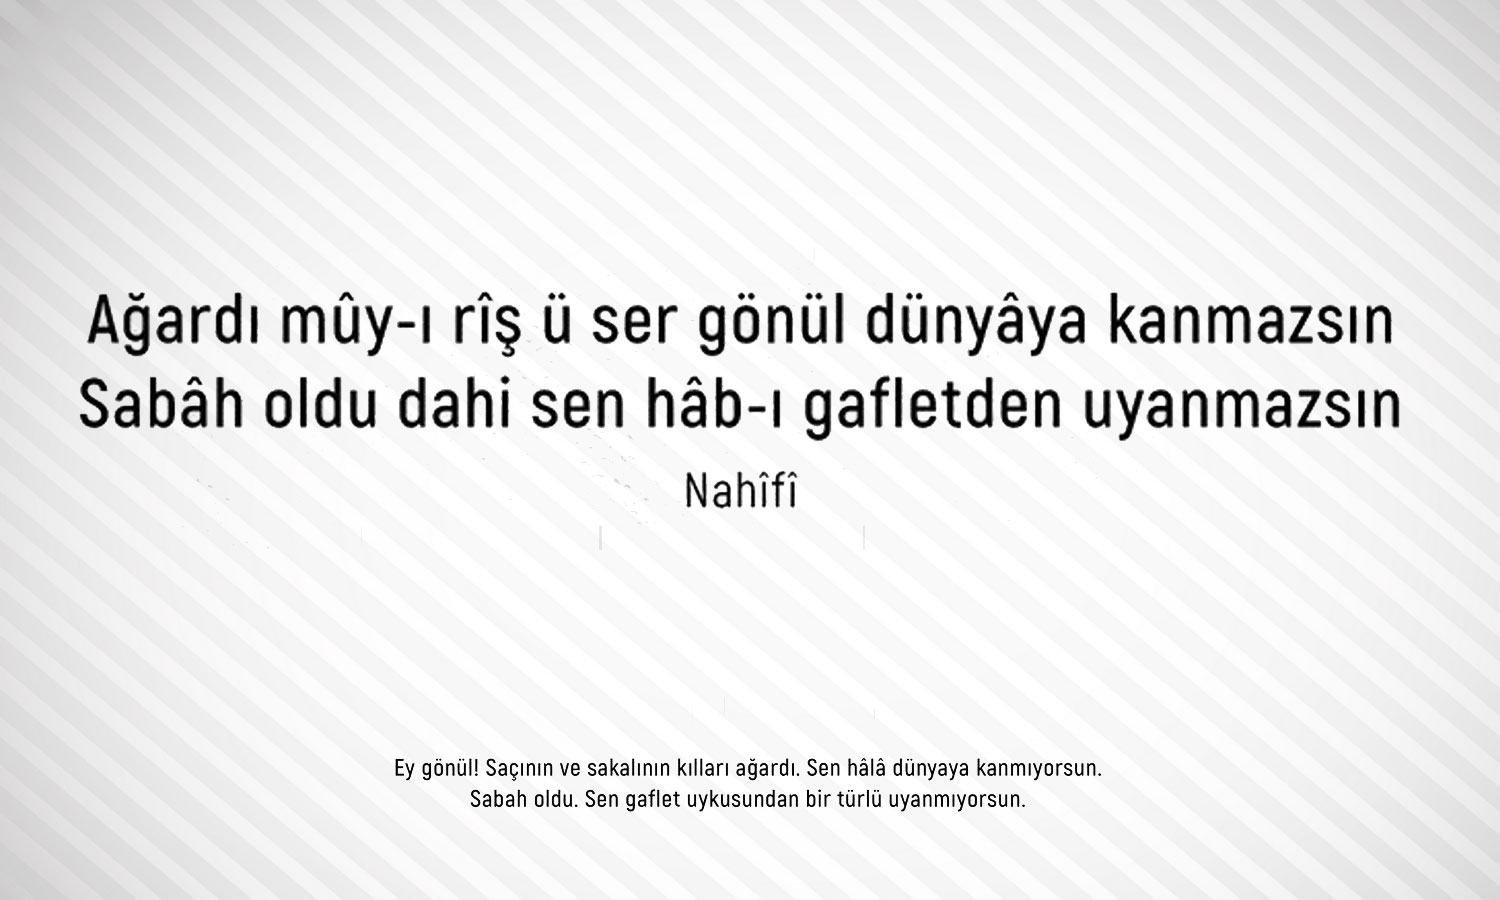 Ağardı mûy-ı rîş ü ser gönül dünyâya kanmazsın
Sabâh oldu dahi sen hâb-ı gafletden uyanmazsın
Nahîfî
Ey gönül! Saçının ve sakalının kılları ağardı. Sen hâlâ dünyaya kanmıyorsun.
Sabah oldu. Sen gaflet uykusundan bir türlü uyanmıyorsun.